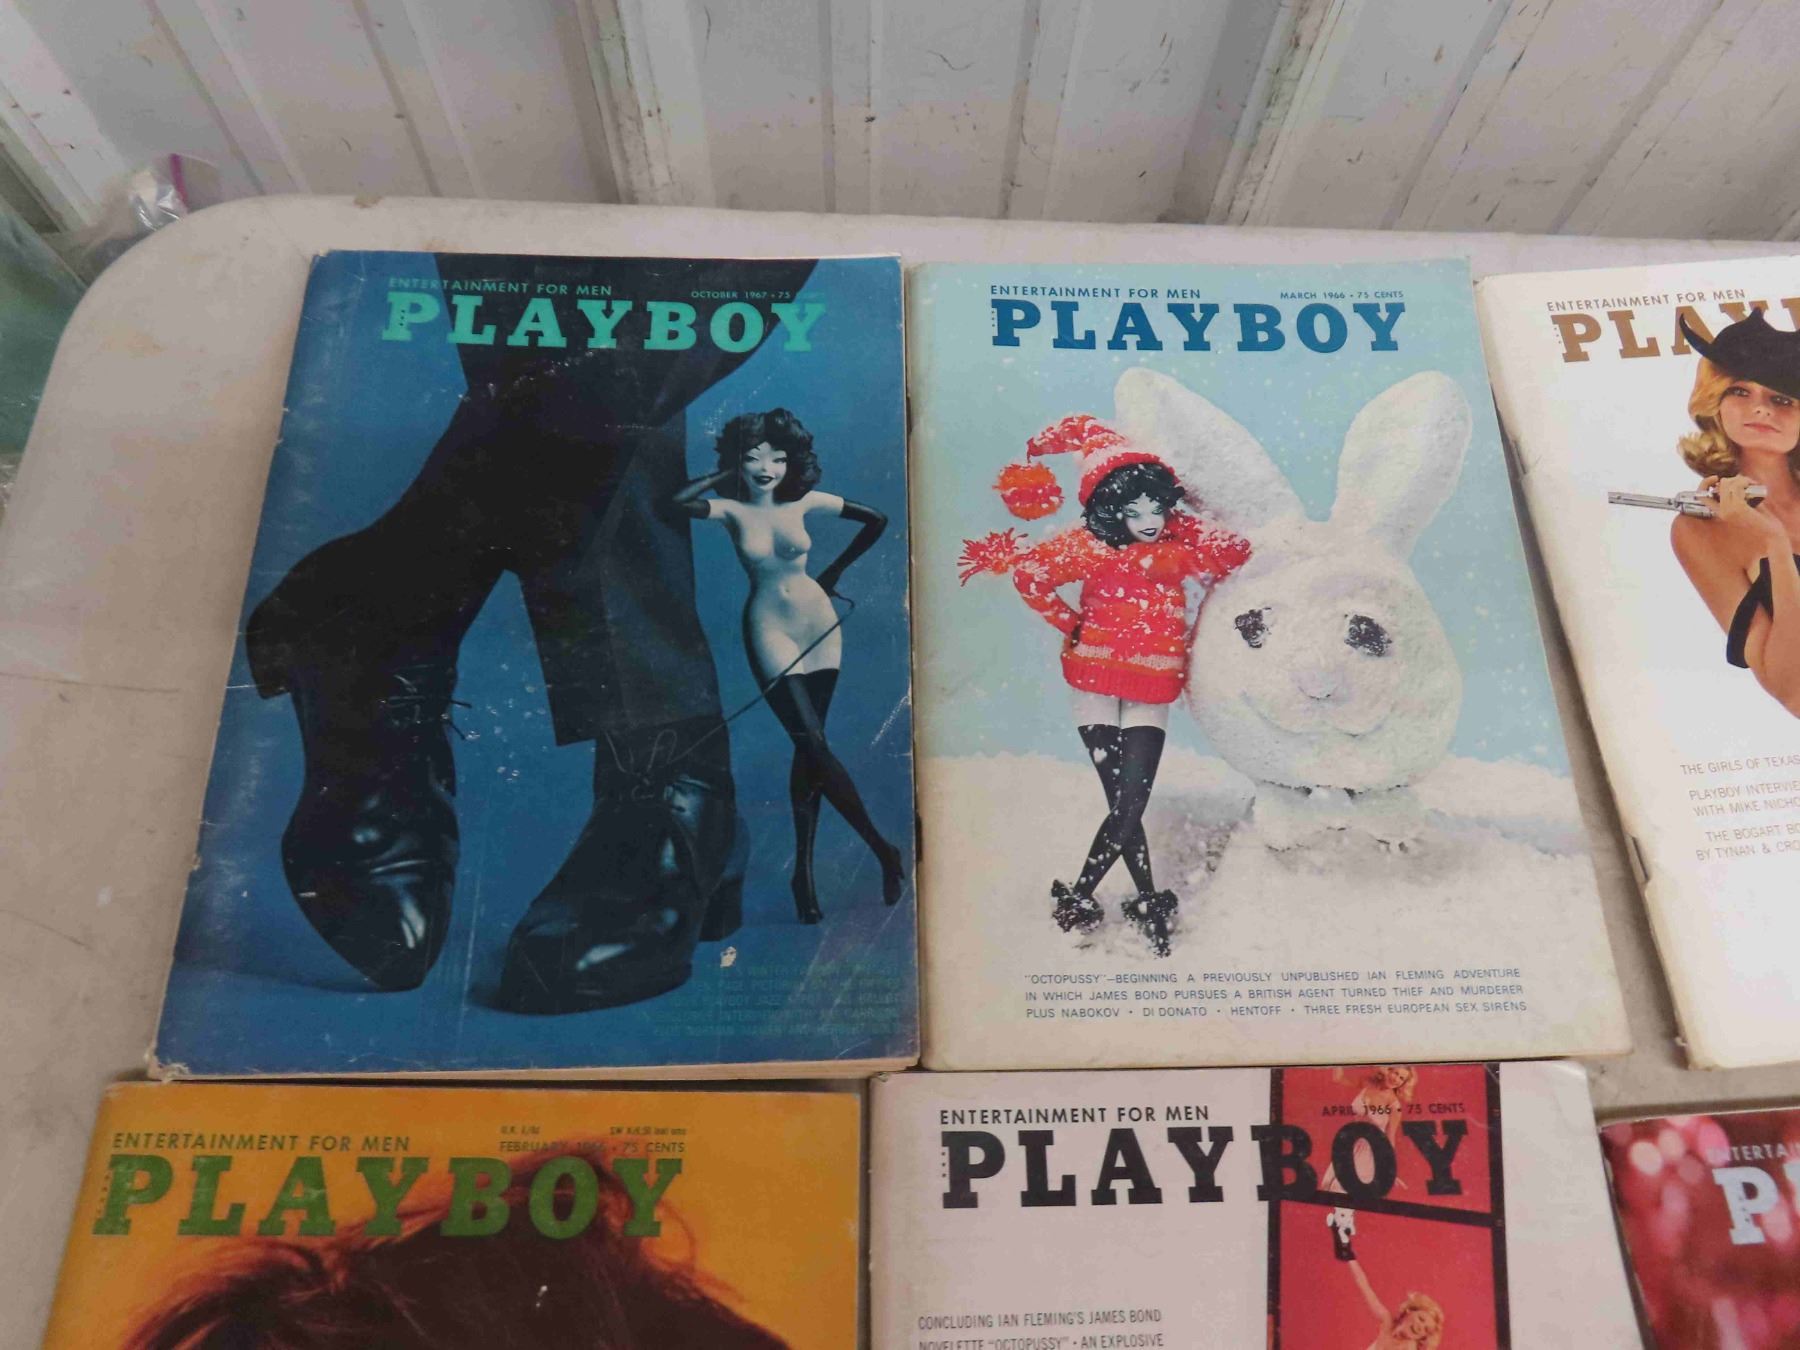 ENTERTAINMENT FOR MEN
OCTOBER 1967 • 75 CENTS
PLAYBOY
ENTERTAINMENT FOR MEN
MARCH 1966 • 75 CENTS
PLAYBOY
"OCTOPUSSY"—BEGINNING A PREVIOUSLY UNPUBLISHED IAN FLEMING ADVENTURE
IN WHICH JAMES BOND PURSUES A BRITISH AGENT TURNED THIEF AND MURDERER
PLUS NABOKOV • DI DONATO • HENTOFF • THREE FRESH EUROPEAN SEX SIRENS
ENTERTAINMENT FOR MEN
PLAY
THE GIRLS OF TEXAS
PLAYBOY INTERVIE
WITH MIKE NICHO
THE BOGART BO
BY TYNAN & CRO
ENTERTAINMENT FOR MEN
FEBRUARY 1966 • 75 CENTS
PLAYBOY
ENTERTAINMENT FOR MEN
APRIL 1966 • 75 CENTS
PLAYBOY
CONCLUDING IAN FLEMING'S JAMES BOND
NOVELETTE "OCTOPUSSY" • AN EXPLOSIVE
ENTERTA
P